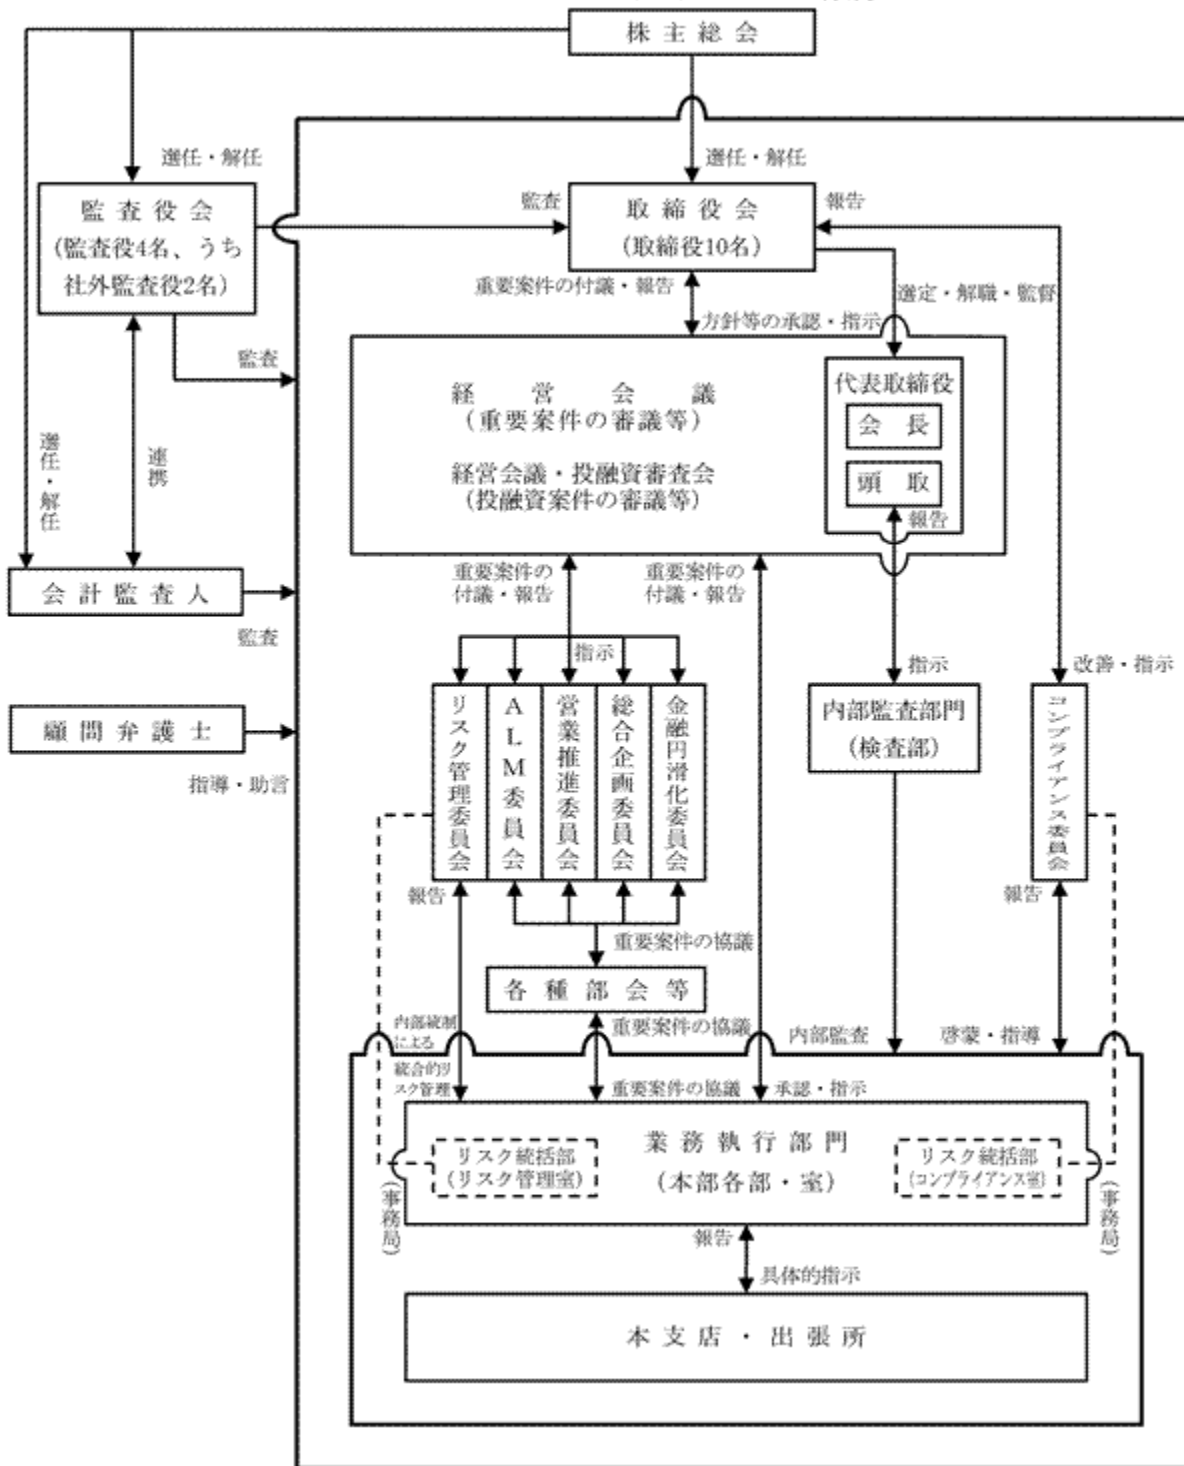 株主総会
選任・解任
選任・解任
監査役会
(監査役4名、うち
社外監査役2名)
監査
取締役会
(取締役10名)
報告
重要案件の付議・報告
選定・解職・監督
方針等の承認・指示
監査
経営会議
(重要案件の審議等)
経営会議・投融資審査会
(投融資案件の審議等)
代表取締役
会長
頭取
報告
選任・解任
連携
会計監査人
監査
重要案件の
付議・報告
重要案件の
付議・報告
指示
指示
改善・指示
顧問弁護士
指導・助言
リスク管理委員会
ALM委員会
営業推進委員会
総合企画委員会
金融円滑化委員会
内部監査部門
(検査部)
コンプライアンス委員会
報告
報告
重要案件の協議
各種部会等
内部統制
による
統合的リ
スク管理
重要案件の協議
内部監査
啓蒙・指導
重要案件の協議
承認・指示
業務執行部門
(本部各部・室)
リスク統括部
(リスク管理室)
リスク統括部
(コンプライアンス室)
(事務局)
(事務局)
報告
具体的指示
本支店・出張所